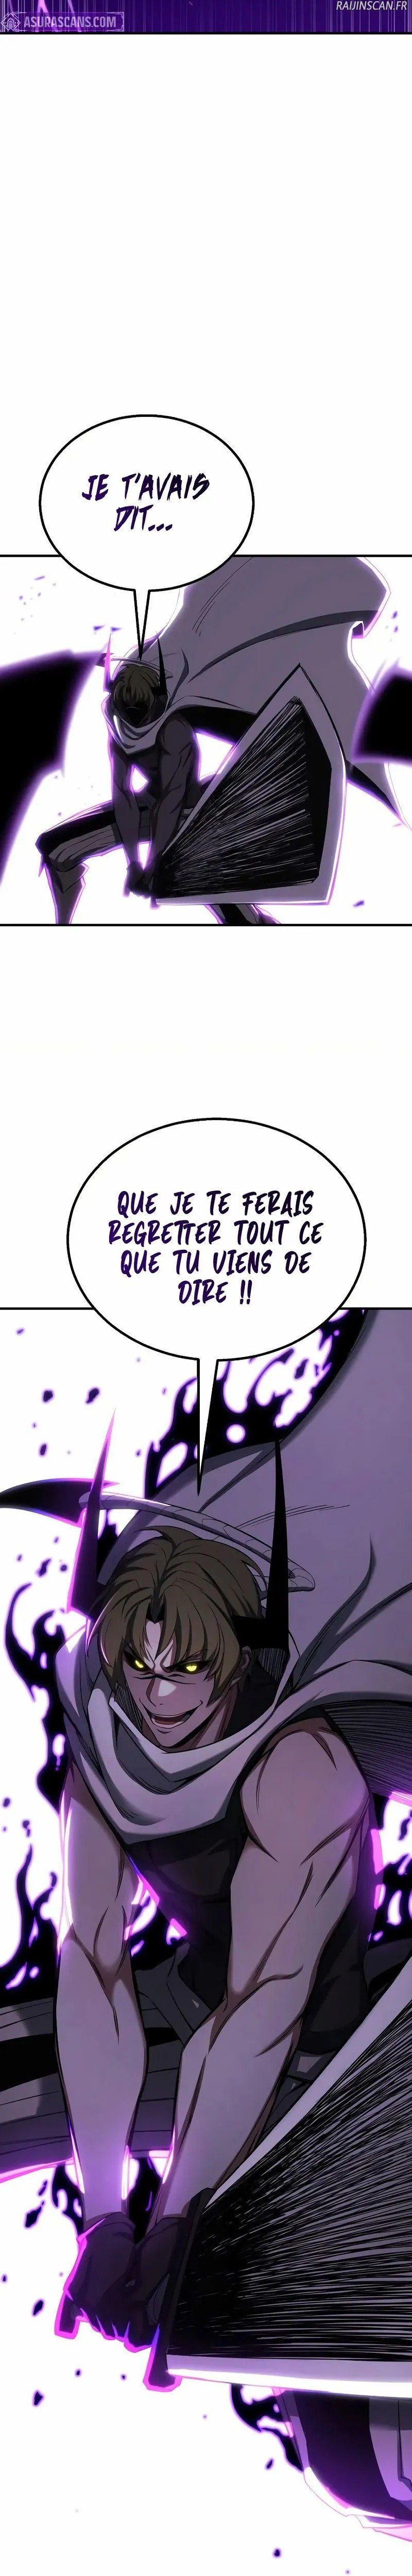 ASURASCANS.COM
RAIJINSCAN.FR
JE T'AVAIS
DIT...
QUE JE TE FERAIS
REGRETTER TOUT CE
QUE TU VIENS DE
DIRE !!